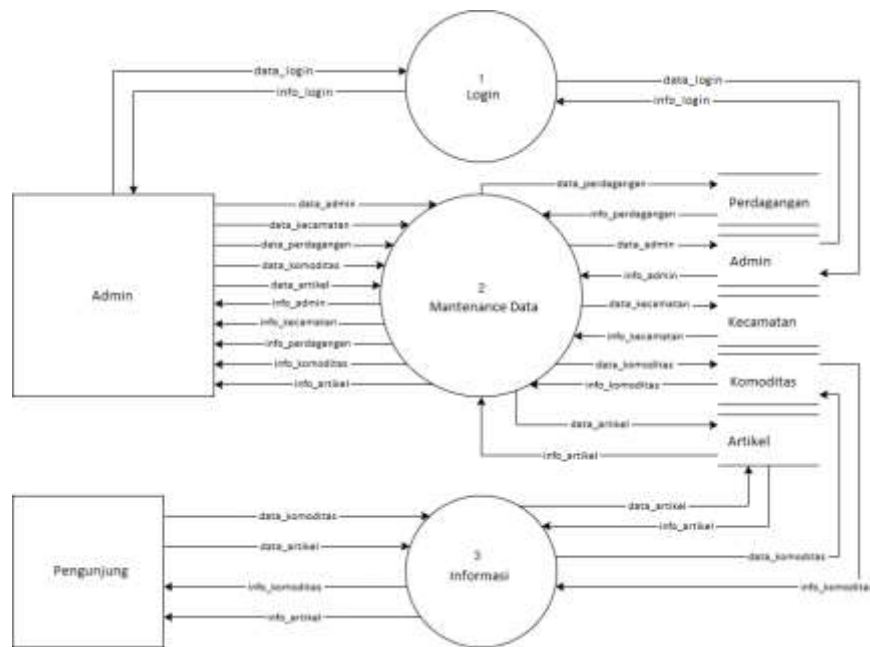 1
Login
data_login
info_login
data_login
info_login
Admin
data_admin
data_kecamatan
data_perdagangan
data_komoditas
data_artikel
info_admin
info_kecamatan
info_perdagangan
info_komoditas
info_artikel
2
Mantenance Data
data_perdagangan
info_perdagangan
data_admin
info_admin
data_kecamatan
info_kecamatan
data_komoditas
info_komoditas
data_artikel
info_artikel
Perdagangan
Admin
Kecamatan
Komoditas
Artikel
Pengunjung
data_komoditas
data_artikel
info_komoditas
info_artikel
3
Informasi
data_artikel
info_artikel
data_komoditas
info_komoditas